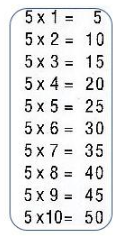 5 x 1 = 5
5 x 2 = 10
5 x 3 = 15
5 x 4 = 20
5 x 5 = 25
5 x 6 = 30
5 x 7 = 35
5 x 8 = 40
5 x 9 = 45
5 x10= 50